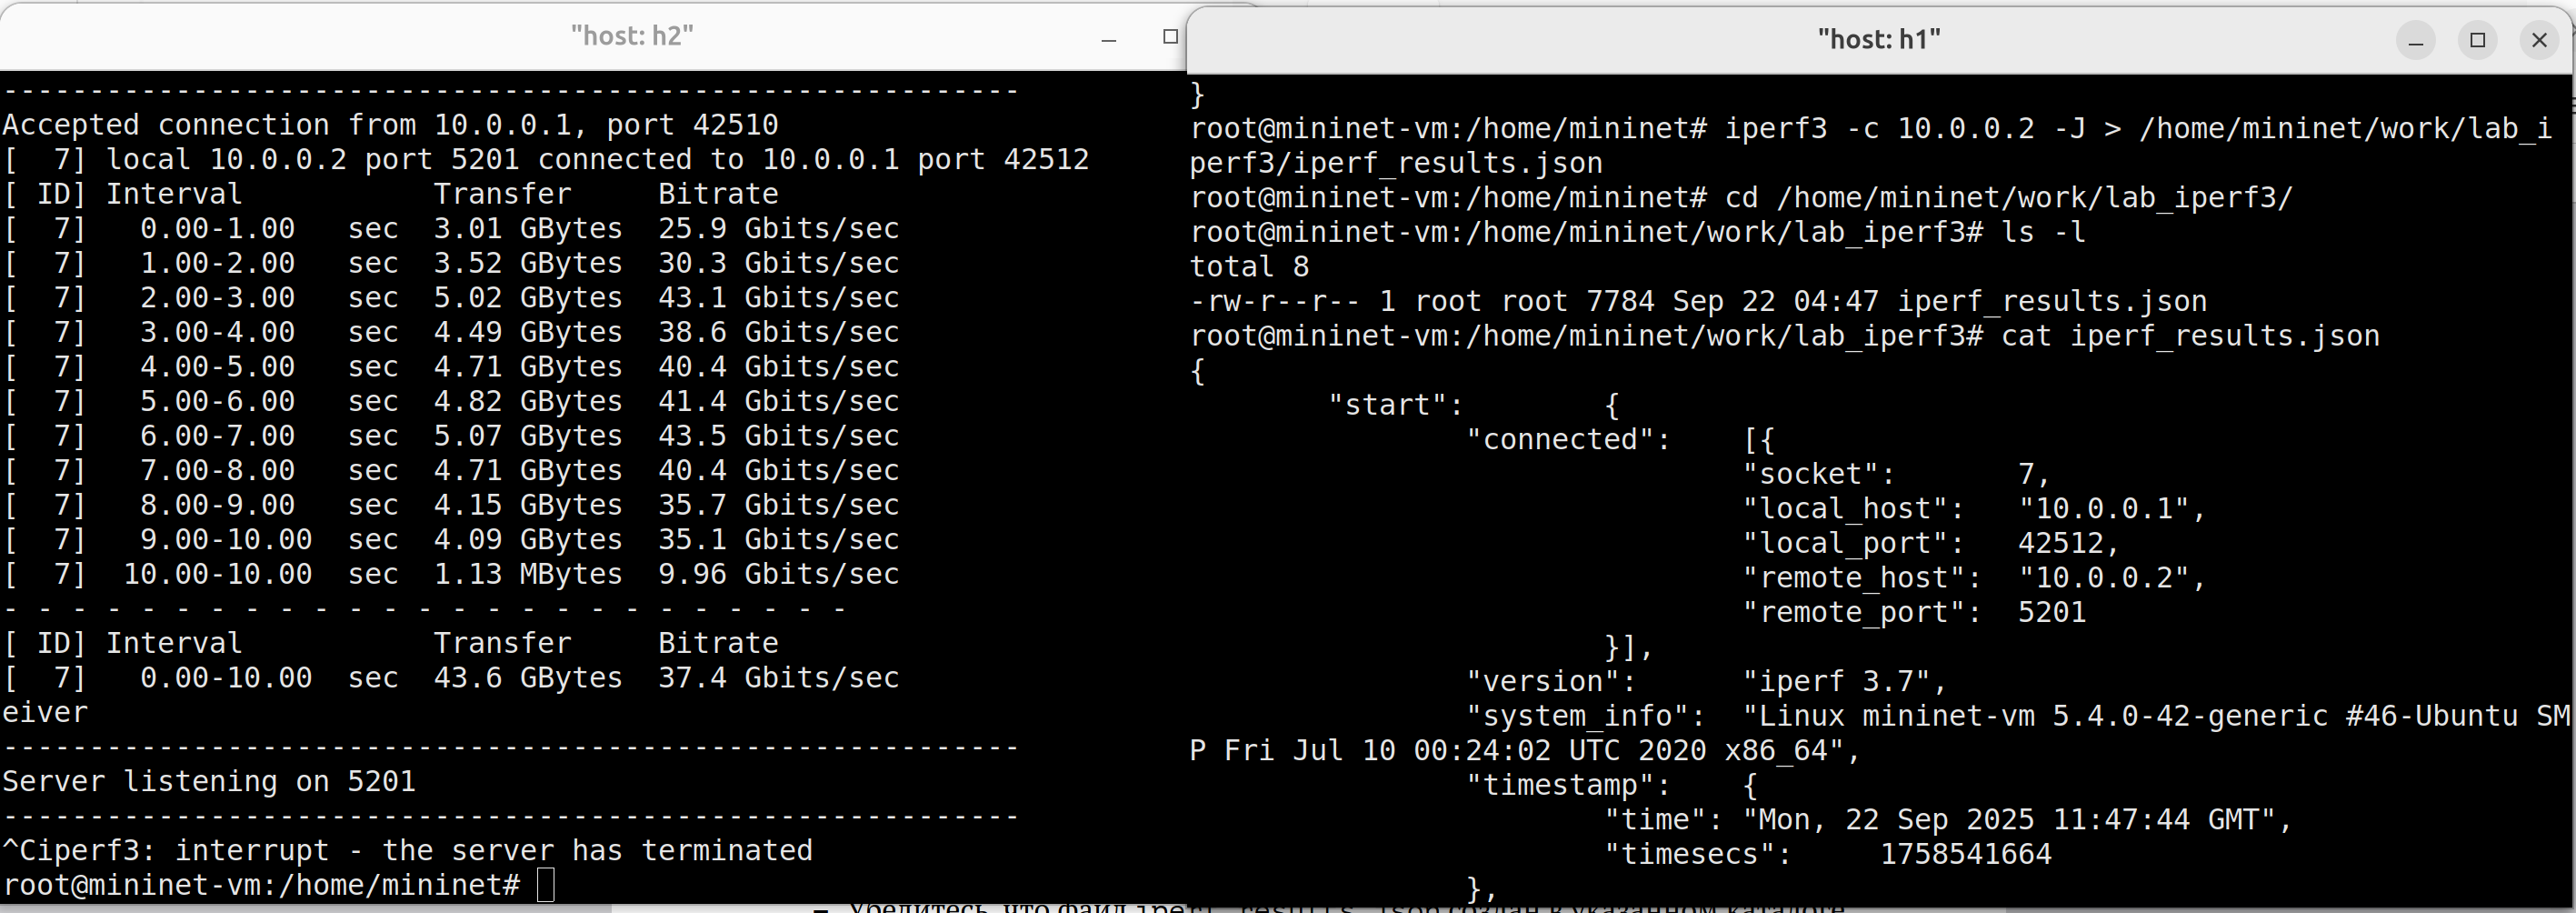 "host: h2"
------------------------------------------------------------
Accepted connection from 10.0.0.1, port 42510
[  7] local 10.0.0.2 port 5201 connected to 10.0.0.1 port 42512
[ ID] Interval           Transfer     Bitrate
[  7]   0.00-1.00   sec  3.01 GBytes  25.9 Gbits/sec
[  7]   1.00-2.00   sec  3.52 GBytes  30.3 Gbits/sec
[  7]   2.00-3.00   sec  5.02 GBytes  43.1 Gbits/sec
[  7]   3.00-4.00   sec  4.49 GBytes  38.6 Gbits/sec
[  7]   4.00-5.00   sec  4.71 GBytes  40.4 Gbits/sec
[  7]   5.00-6.00   sec  4.82 GBytes  41.4 Gbits/sec
[  7]   6.00-7.00   sec  5.07 GBytes  43.5 Gbits/sec
[  7]   7.00-8.00   sec  4.71 GBytes  40.4 Gbits/sec
[  7]   8.00-9.00   sec  4.15 GBytes  35.7 Gbits/sec
[  7]   9.00-10.00  sec  4.09 GBytes  35.1 Gbits/sec
[  7]  10.00-10.00  sec  1.13 MBytes  9.96 Gbits/sec
- - - - - - - - - - - - - - - - - - - - - - - - -
[ ID] Interval           Transfer     Bitrate
[  7]   0.00-10.00  sec  43.6 GBytes  37.4 Gbits/sec
eiver
------------------------------------------------------------
Server listening on 5201
------------------------------------------------------------
^Ciperf3: interrupt - the server has terminated
root@mininet-vm:/home/mininet#
"host: h1"
}
root@mininet-vm:/home/mininet# iperf3 -c 10.0.0.2 -J > /home/mininet/work/lab_i
perf3/iperf_results.json
root@mininet-vm:/home/mininet# cd /home/mininet/work/lab_iperf3/
root@mininet-vm:/home/mininet/work/lab_iperf3# ls -l
total 8
-rw-r--r-- 1 root root 7784 Sep 22 04:47 iperf_results.json
root@mininet-vm:/home/mininet/work/lab_iperf3# cat iperf_results.json
{
"start": {
"connected": [{
"socket": 7,
"local_host": "10.0.0.1",
"local_port": 42512,
"remote_host": "10.0.0.2",
"remote_port": 5201
}],
"version": "iperf 3.7",
"system_info": "Linux mininet-vm 5.4.0-42-generic #46-Ubuntu SM
P Fri Jul 10 00:24:02 UTC 2020 x86_64",
"timestamp": {
"time": "Mon, 22 Sep 2025 11:47:44 GMT",
"timesecs": 1758541664
},